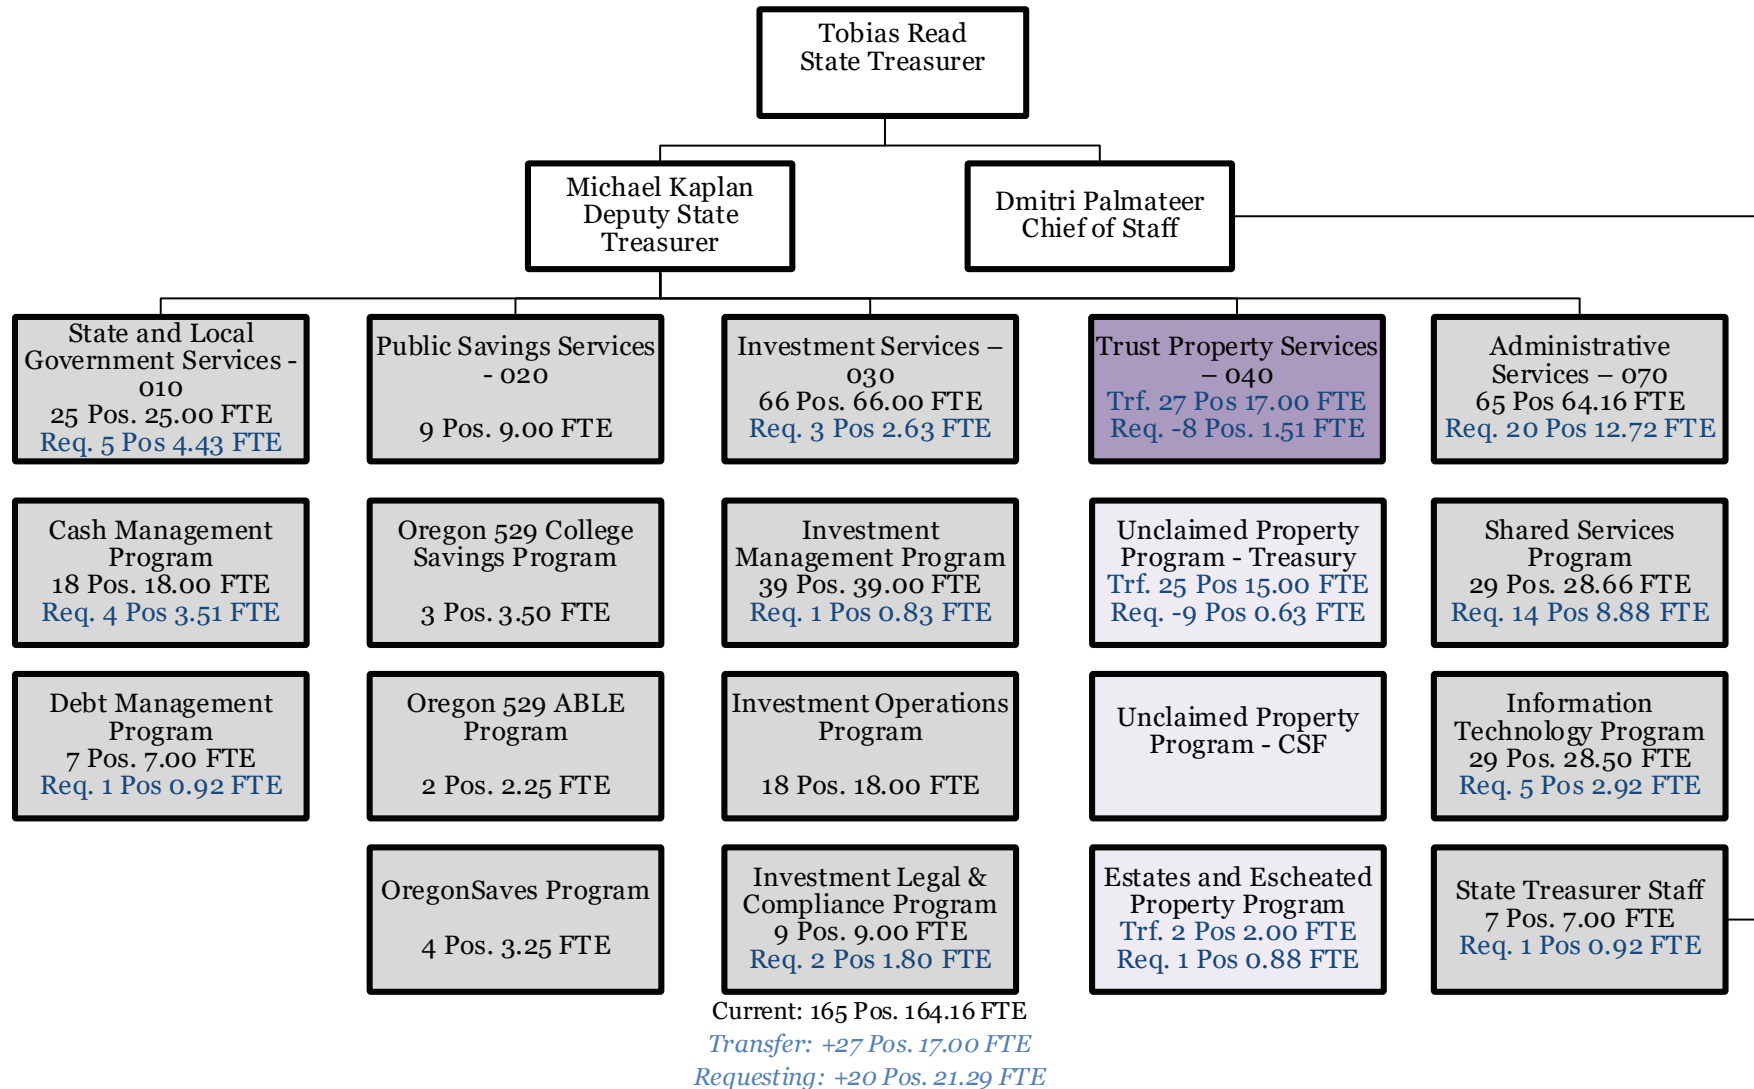 Tobias Read
State Treasurer
Michael Kaplan
Deputy State
Treasurer
Dmitri Palmateer
Chief of Staff
State and Local
Government Services -
010
25 Pos. 25.00 FTE
Req. 5 Pos 4.43 FTE
Public Savings Services
- 020
9 Pos. 9.00 FTE
Investment Services –
030
66 Pos. 66.00 FTE
Req. 3 Pos 2.63 FTE
Trust Property Services
– 040
Trf. 27 Pos 17.00 FTE
Req. -8 Pos. 1.51 FTE
Administrative
Services – 070
65 Pos 64.16 FTE
Req. 20 Pos 12.72 FTE
Cash Management
Program
18 Pos. 18.00 FTE
Req. 4 Pos 3.51 FTE
Oregon 529 College
Savings Program
3 Pos. 3.50 FTE
Investment
Management Program
39 Pos. 39.00 FTE
Req. 1 Pos 0.83 FTE
Unclaimed Property
Program - Treasury
Trf. 25 Pos 15.00 FTE
Req. -9 Pos 0.63 FTE
Shared Services
Program
29 Pos. 28.66 FTE
Req. 14 Pos 8.88 FTE
Debt Management
Program
7 Pos. 7.00 FTE
Req. 1 Pos 0.92 FTE
Oregon 529 ABLE
Program
2 Pos. 2.25 FTE
Investment Operations
Program
18 Pos. 18.00 FTE
Unclaimed Property
Program - CSF
Information
Technology Program
29 Pos. 28.50 FTE
Req. 5 Pos 2.92 FTE
OregonSaves Program
4 Pos. 3.25 FTE
Investment Legal &
Compliance Program
9 Pos. 9.00 FTE
Req. 2 Pos 1.80 FTE
Estates and Escheated
Property Program
Trf. 2 Pos 2.00 FTE
Req. 1 Pos 0.88 FTE
State Treasurer Staff
7 Pos. 7.00 FTE
Req. 1 Pos 0.92 FTE
Current: 165 Pos. 164.16 FTE
Transfer: +27 Pos. 17.00 FTE
Requesting: +20 Pos. 21.29 FTE